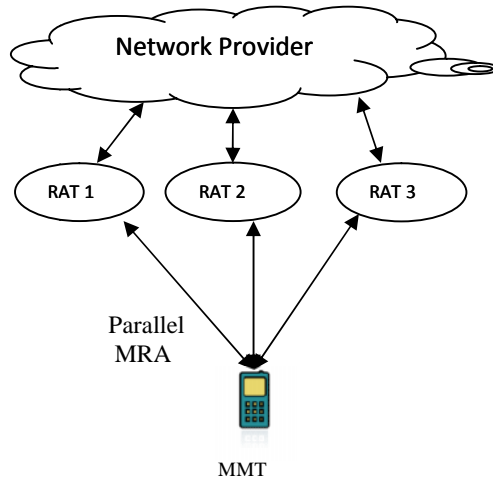 Network Provider
RAT 1
RAT 2
RAT 3
Parallel
MRA
MMT